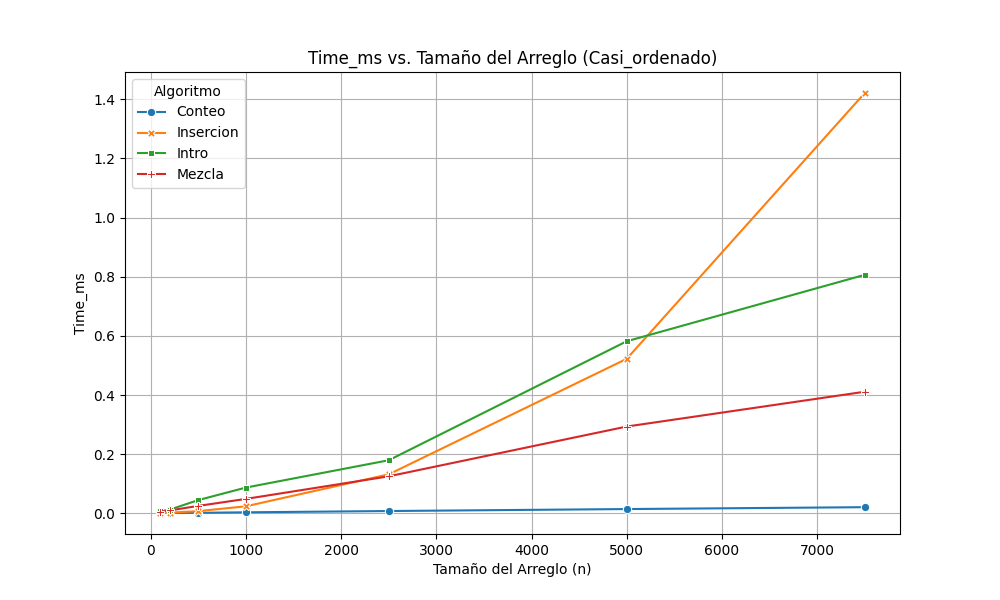 Time_ms vs. Tamaño del Arreglo (Casi_ordenado)
Algoritmo
Conteo
Insercion
Intro
Mezcla
Time_ms
1.4
1.2
1.0
0.8
0.6
0.4
0.2
0.0
0 1000 2000 3000 4000 5000 6000 7000
Tamaño del Arreglo (n)